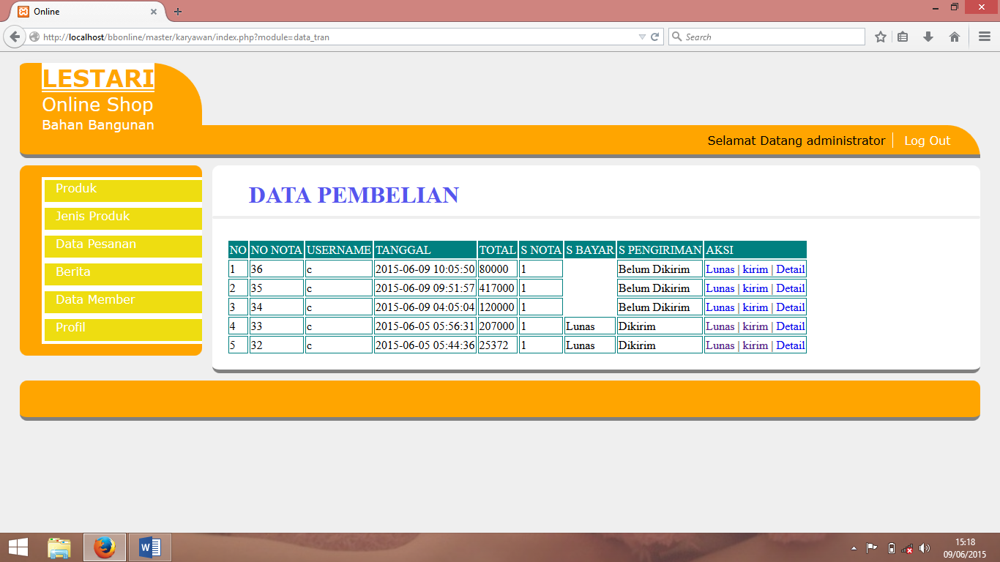 Online
http://localhost/bbonline/master/karyawan/index.php?module=data_tran
Search
LESTARI
Online Shop
Bahan Bangunan
Selamat Datang administrator
Log Out
Produk
Jenis Produk
Data Pesanan
Berita
Data Member
Profil
DATA PEMBELIAN
NO NO NOTA USERNAME TANGGAL TOTAL S NOTA S BAYAR S PENGIRIMAN AKSI
1 36 c 2015-06-09 10:05:50 80000 1 Belum Dikirim Lunas | kirim | Detail
2 35 c 2015-06-09 09:51:57 417000 1 Belum Dikirim Lunas | kirim | Detail
3 34 c 2015-06-09 04:05:04 120000 1 Belum Dikirim Lunas | kirim | Detail
4 33 c 2015-06-05 05:56:31 207000 1 Lunas Dikirim Lunas | kirim | Detail
5 32 c 2015-06-05 05:44:36 25372 1 Lunas Dikirim Lunas | kirim | Detail
15:18
09/06/2015